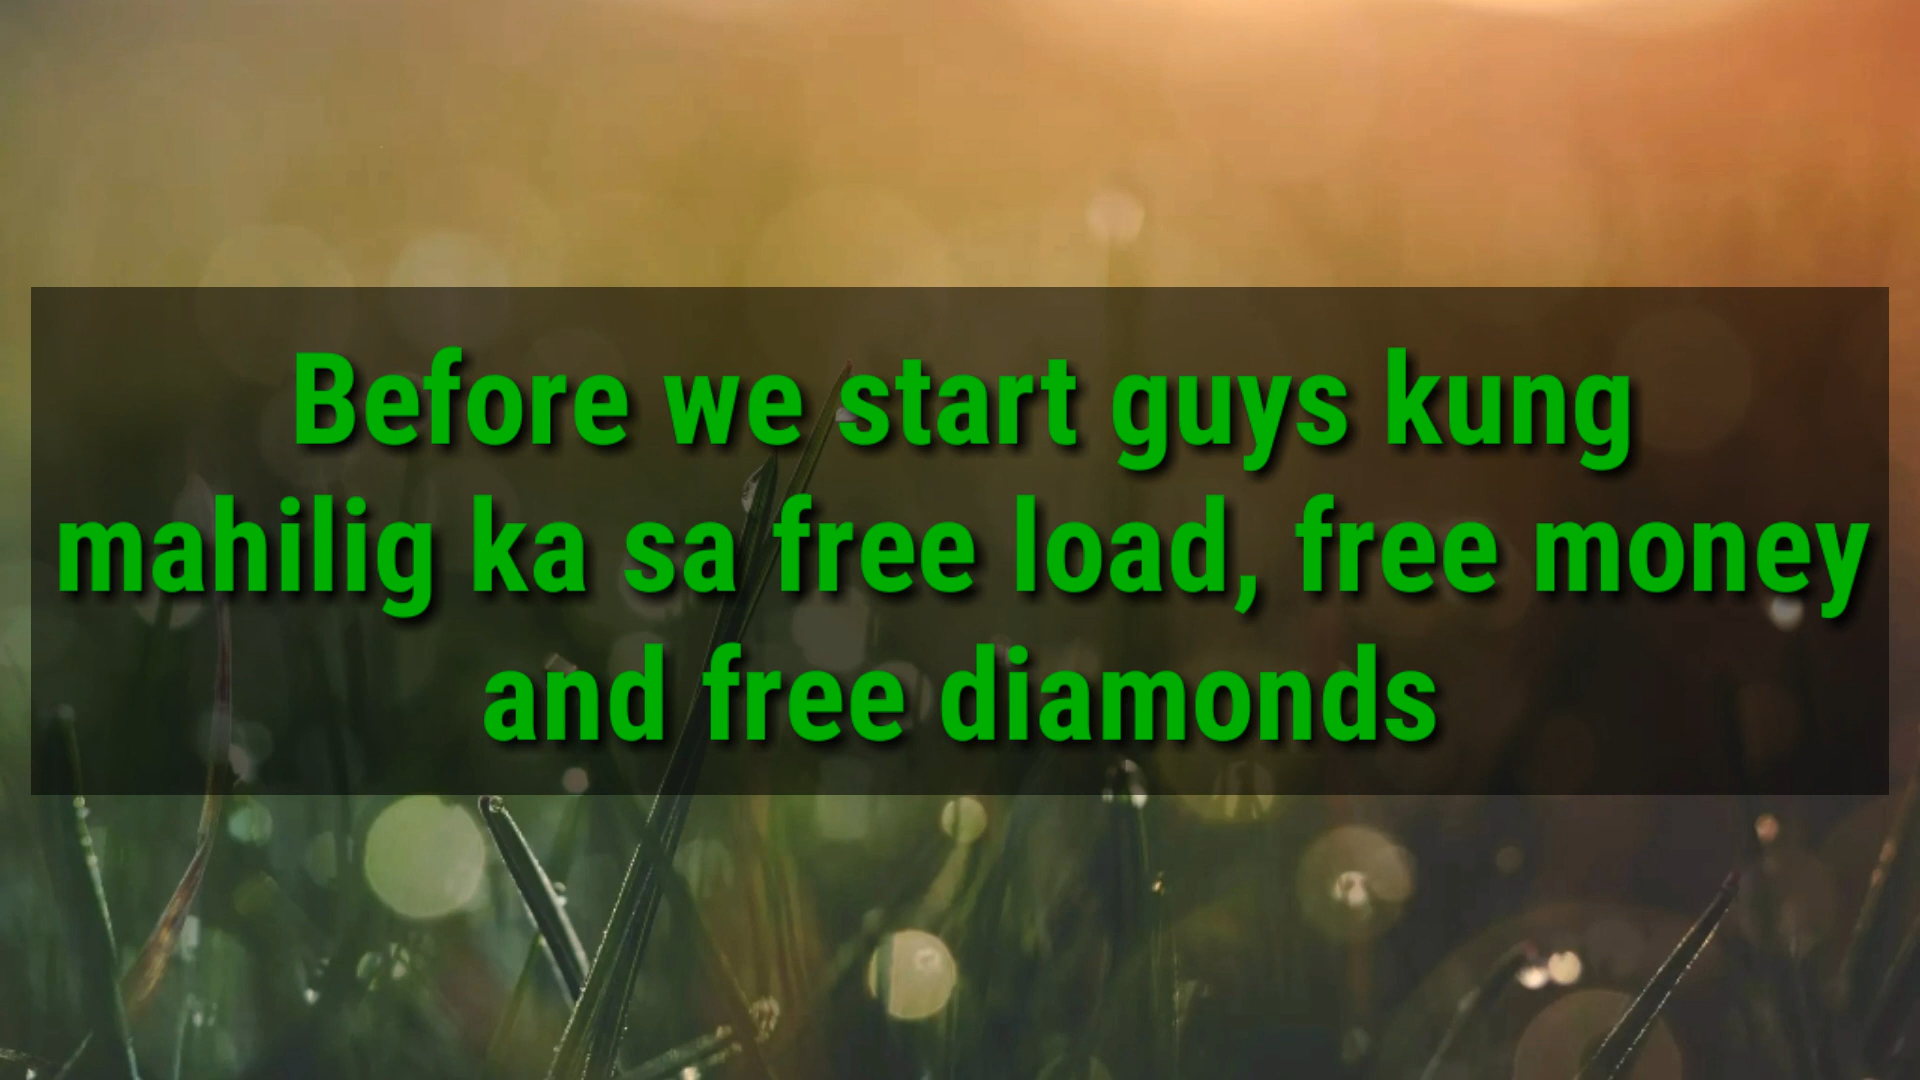 Before we start guys kung
mahilig ka sa free load, free money
and free diamonds